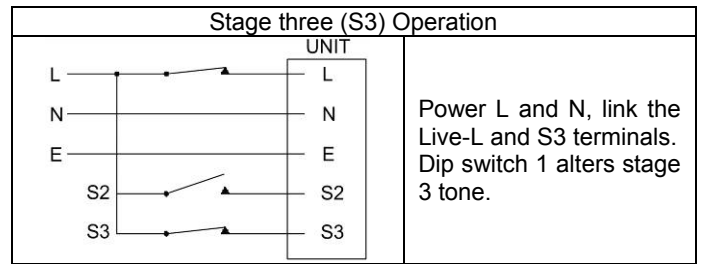 Stage three (S3) Operation
UNIT
L L
N N
E E
S2 S2
S3 S3
Power L and N, link the
Live-L and S3 terminals.
Dip switch 1 alters stage
3 tone.